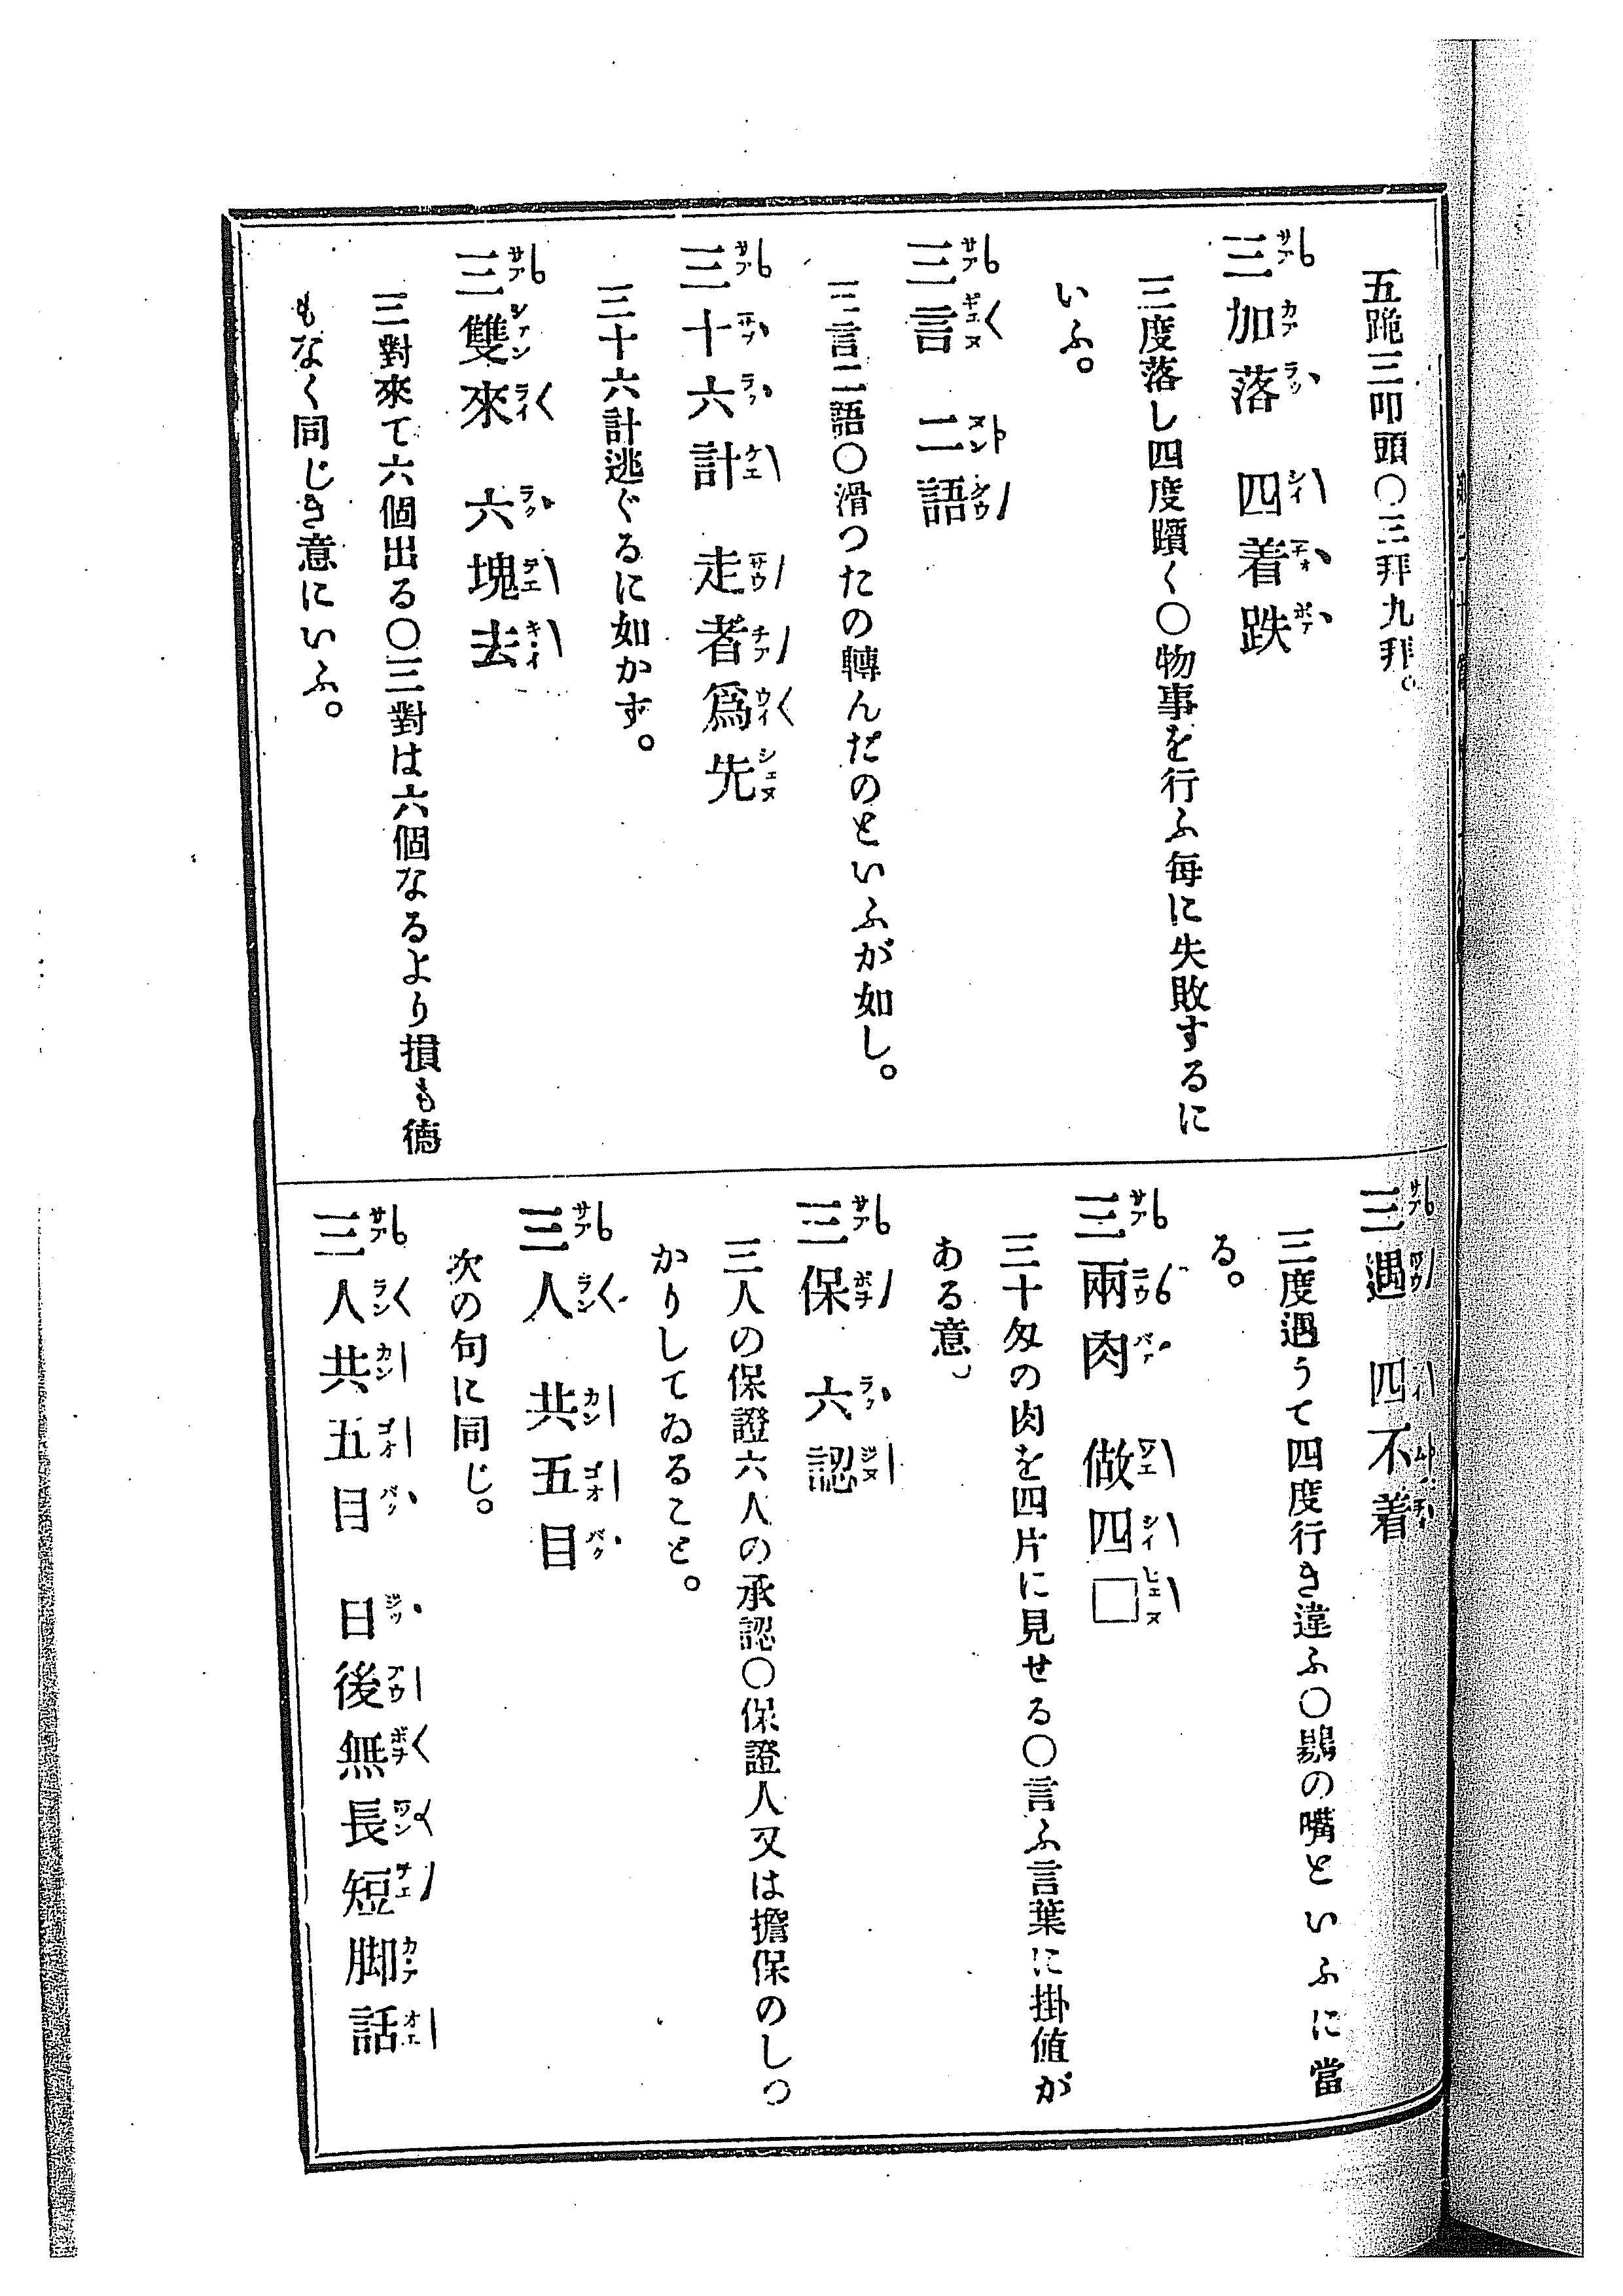 五跪三叩頭〇三拜九拜。
三加落　四着跌
三度落し四度躓く〇物事を行ふ每に失敗するに
いふ。
三言　二語
三言二語〇滑つたの轉んだのといふが如し。
三十六計　走者爲先
三十六計逃ぐるに如かず。
三雙來　六塊去
三對來て六個出る〇三對は六個なるより損も德
もなく同じき意にいふ。
三遇　四不着
三度遇うて四度行き違ふ〇鶍の嘴といふに當
る。
三兩肉　做四□
三十匁の肉を四片に見せる〇言ふ言葉に掛値が
ある意。
三保　六認
三人の保證六人の承認〇保證人又は擔保のしつ
かりしてゐること。
三人　共五目
次の句に同じ。
三人共五目　日後無長短脚話